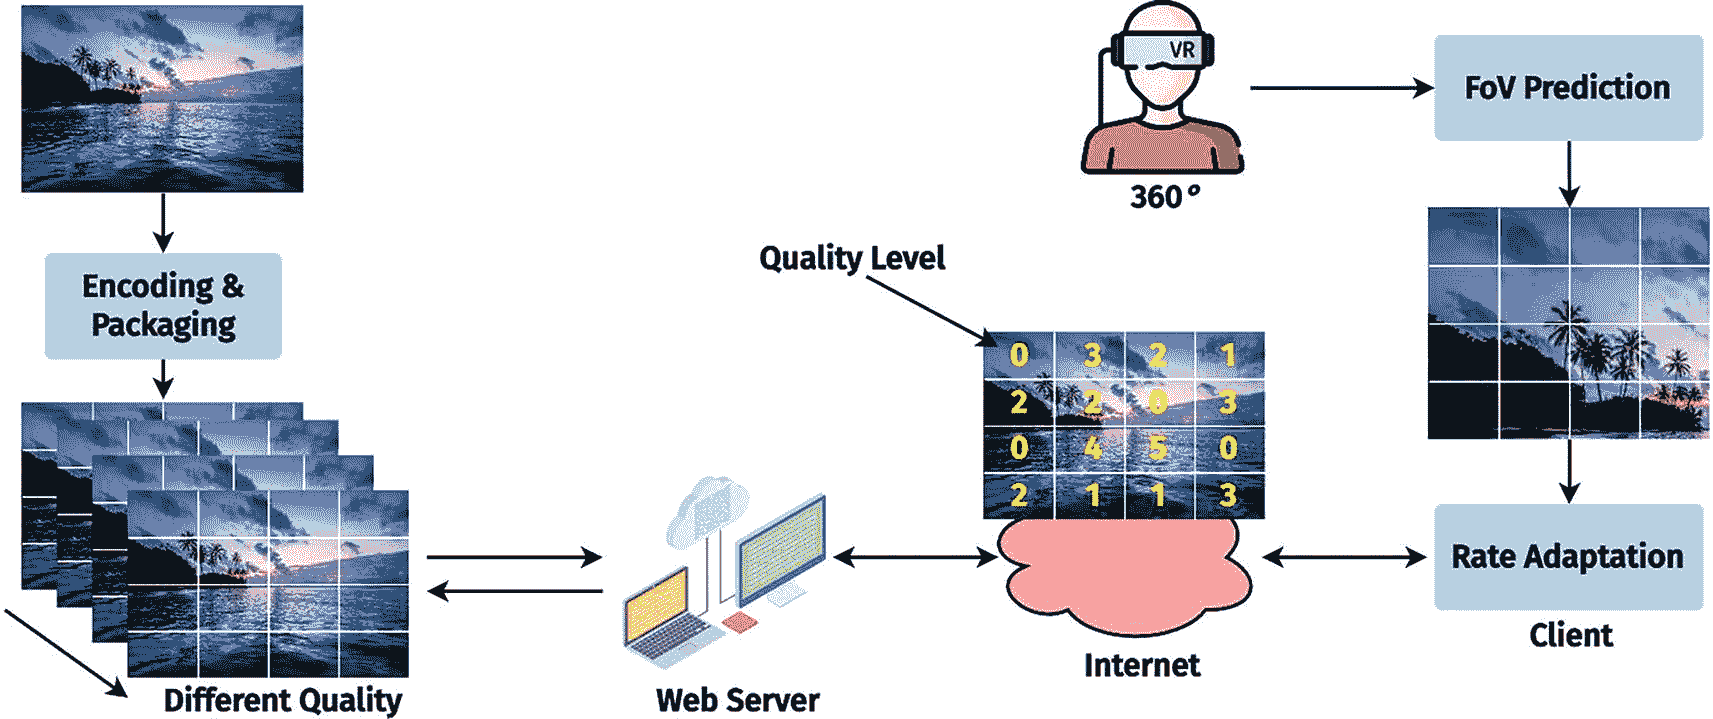 VR
360°
FoV Prediction
Encoding &
Packaging
Quality Level
0 3 2 1
2 2 0 3
0 4 5 0
2 1 1 3
Rate Adaptation
Client
Internet
Web Server
Different Quality